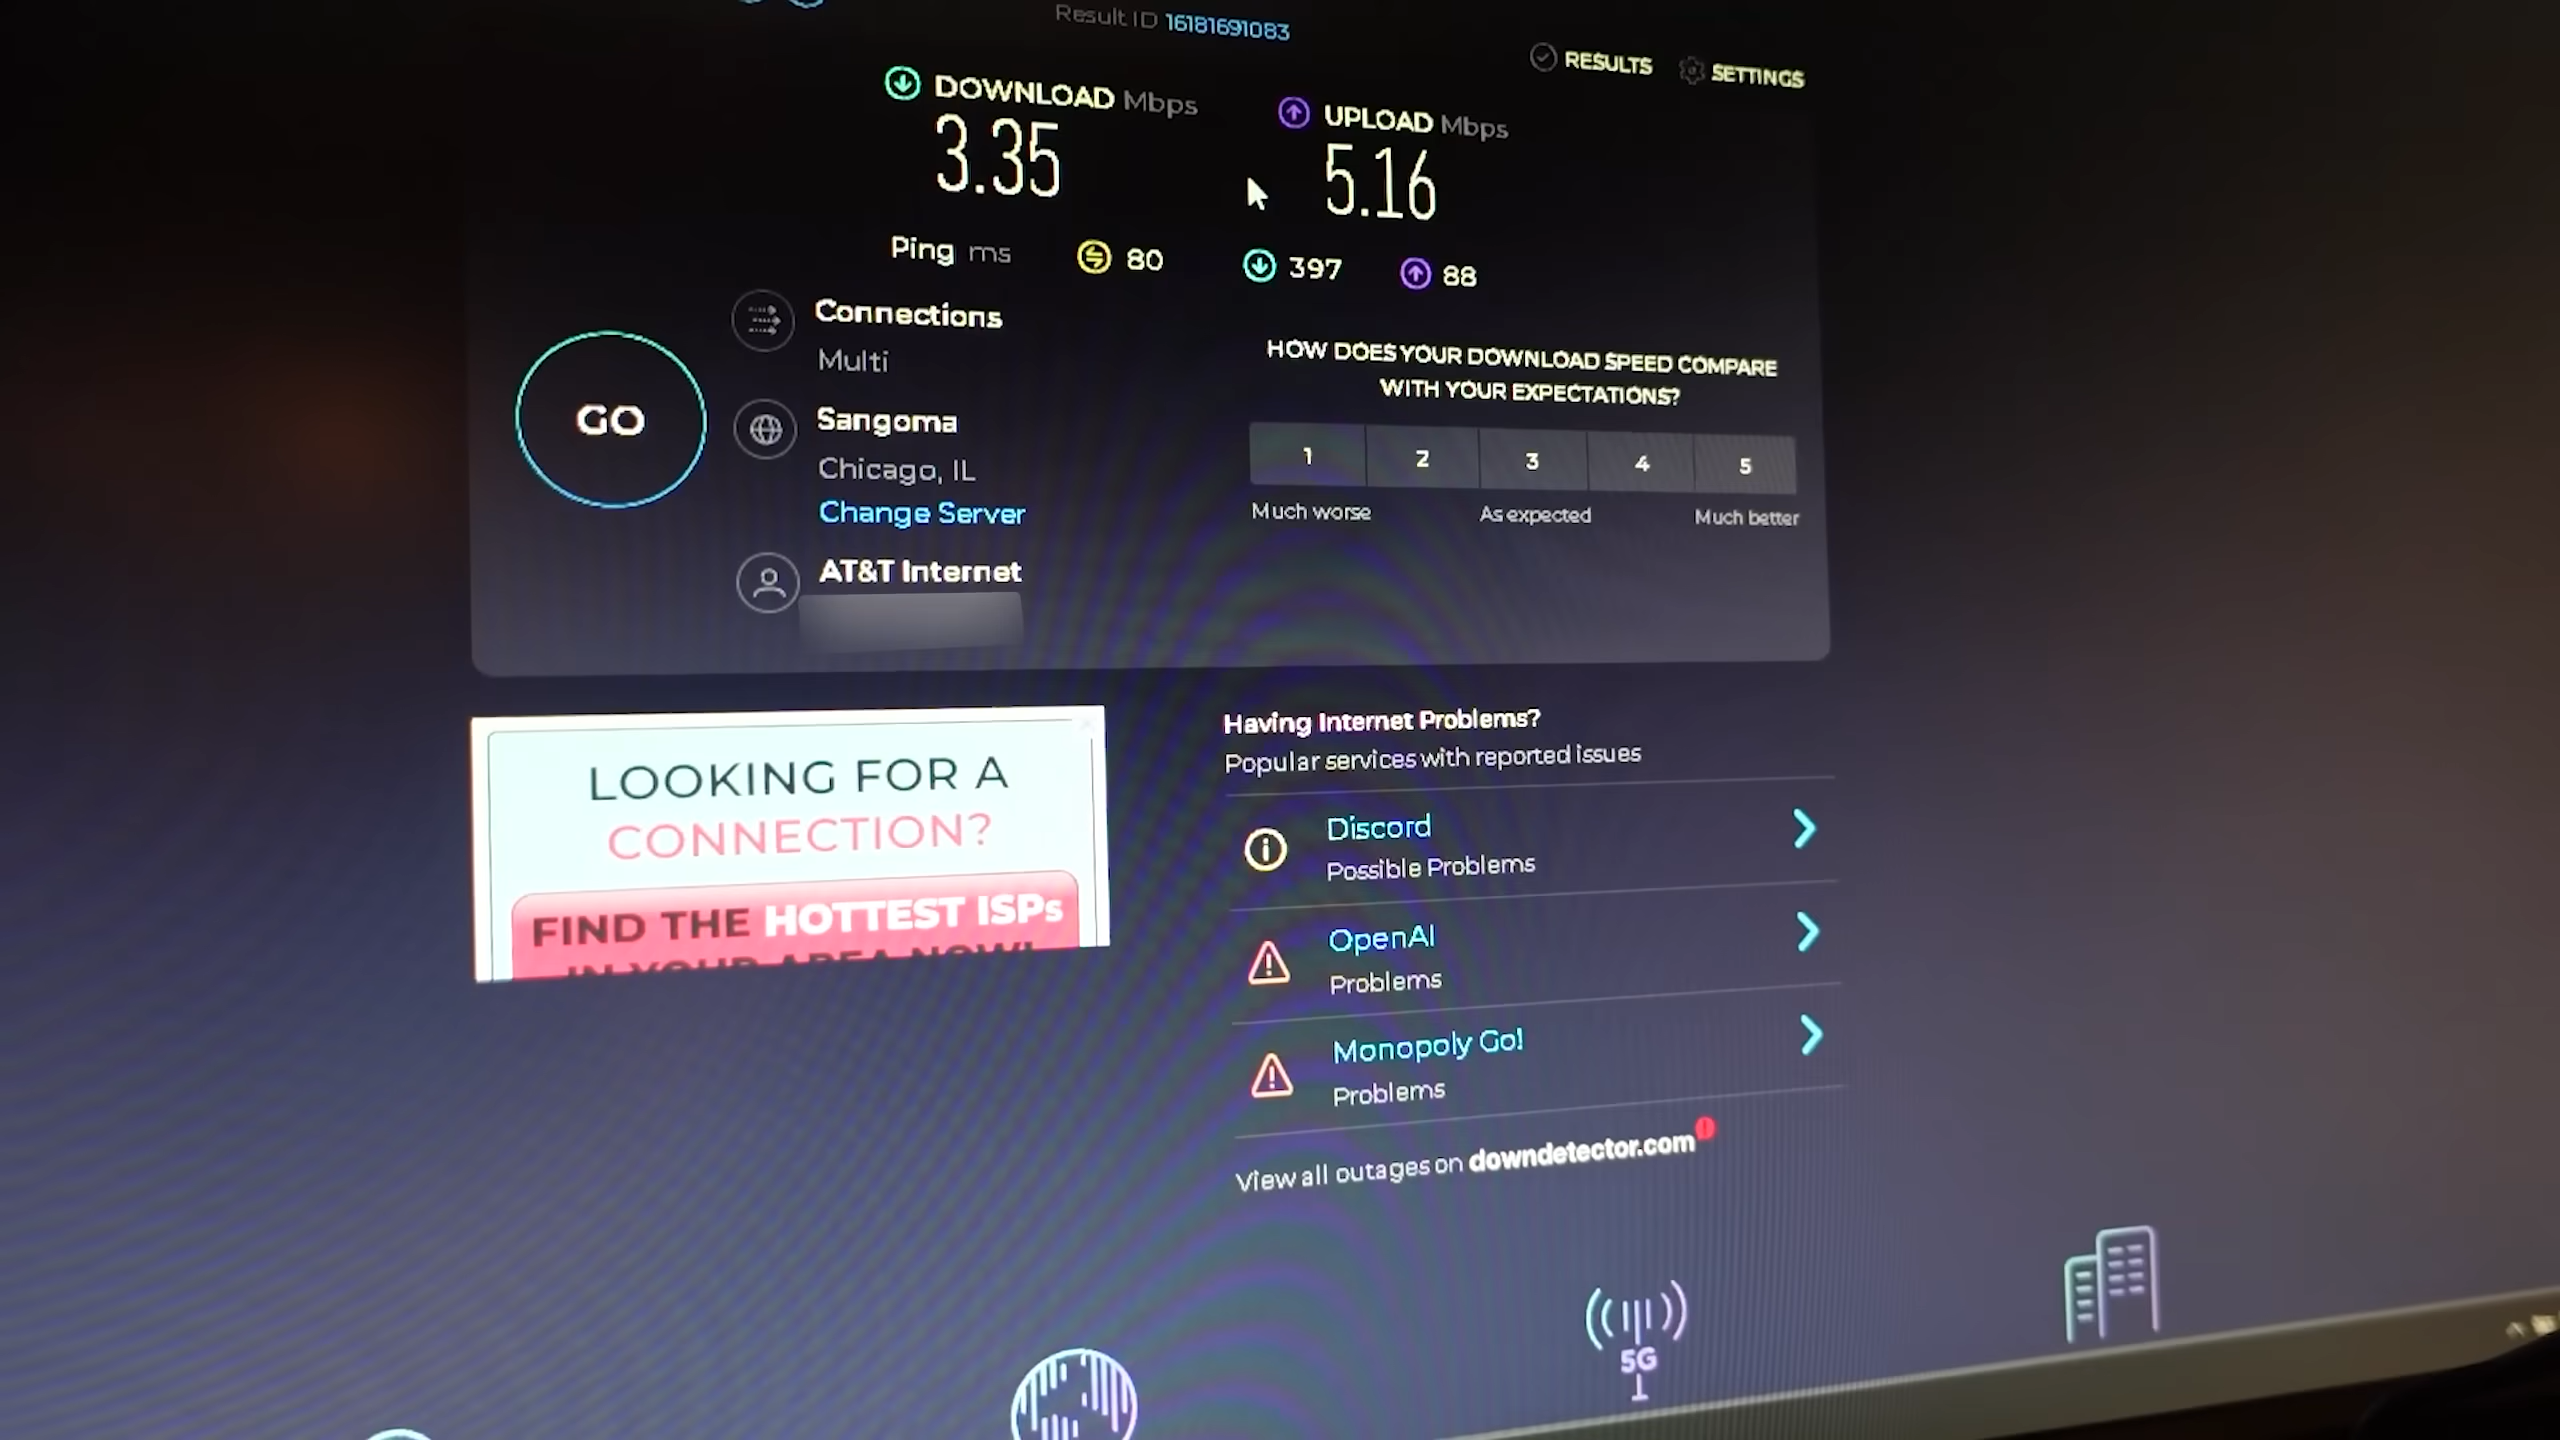 Result ID 16181691083
RESULTS
SETTINGS
DOWNLOAD Mbps
3.35
UPLOAD Mbps
5.16
Ping ms
80
397
88
GO
Connections
Multi
Sangoma
Chicago, IL
Change Server
AT&T Internet
HOW DOES YOUR DOWNLOAD SPEED COMPARE
WITH YOUR EXPECTATIONS?
1
2
3
4
5
Much worse
As expected
Much better
LOOKING FOR A
CONNECTION?
FIND THE HOTTEST ISPs
IN YOUR AREA NOW!
Having Internet Problems?
Popular services with reported issues
Discord
Possible Problems
OpenAI
Problems
Monopoly Go!
Problems
View all outages on downdetector.com
5G